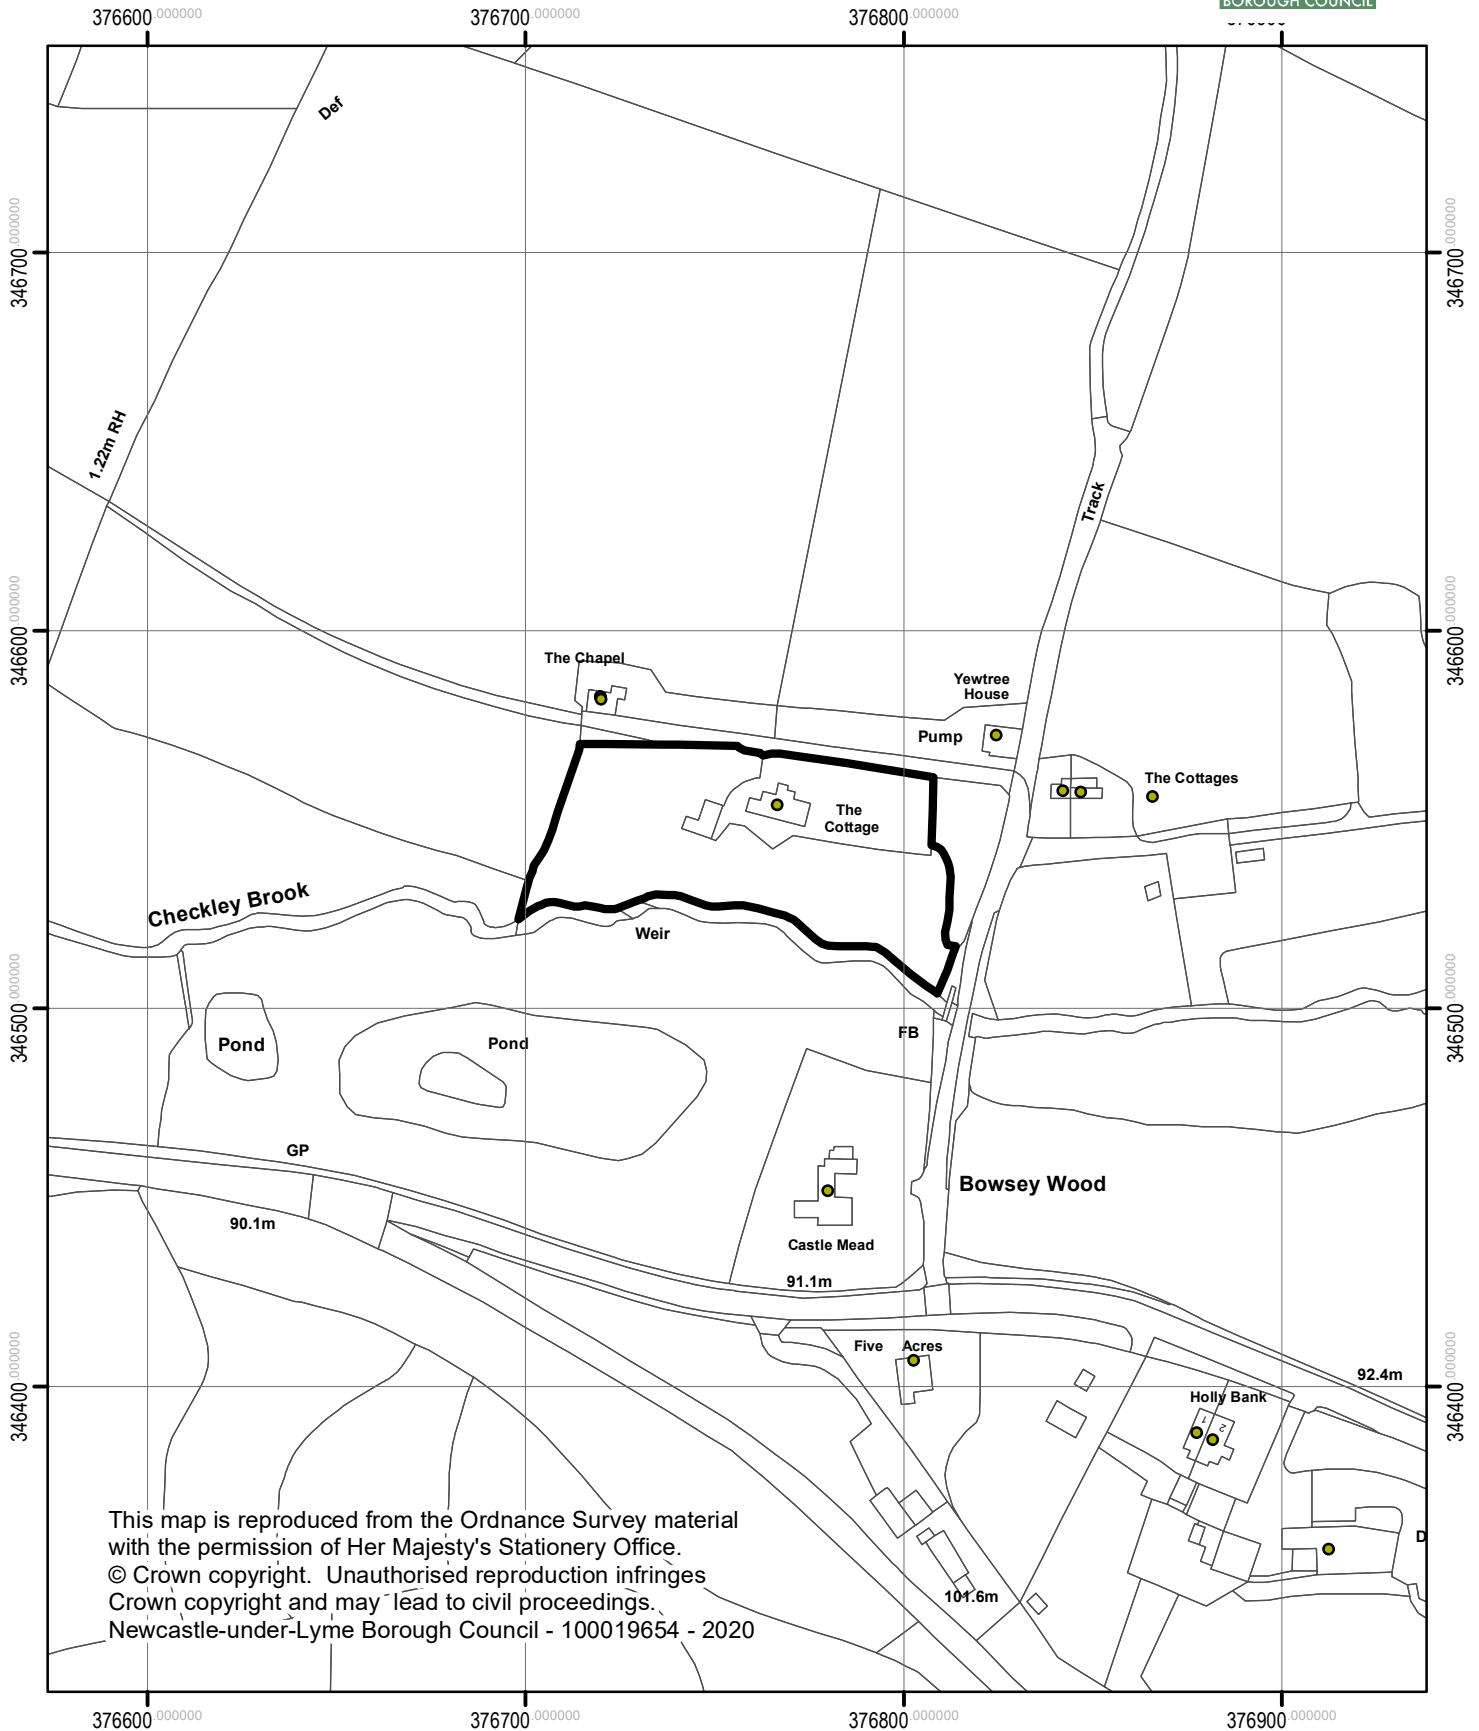 BOROUGH COUNCIL
376600.000000
376700.000000
376800.000000
Def
346700.000000
346700.000000
1.22m RH
Track
346600.000000
346600.000000
The Chapel
Yewtree
House
Pump
The Cottages
The
Cottage
Checkley Brook
Weir
346500.000000
346500.000000
FB
Pond
Pond
GP
Bowsey Wood
90.1m
Castle Mead
91.1m
Five Acres
92.4m
346400.000000
346400.000000
Holly Bank
1
2
D
101.6m
This map is reproduced from the Ordnance Survey material
with the permission of Her Majesty's Stationery Office.
© Crown copyright. Unauthorised reproduction infringes
Crown copyright and may lead to civil proceedings.
Newcastle-under-Lyme Borough Council - 100019654 - 2020
376600.000000
376700.000000
376800.000000
376900.000000